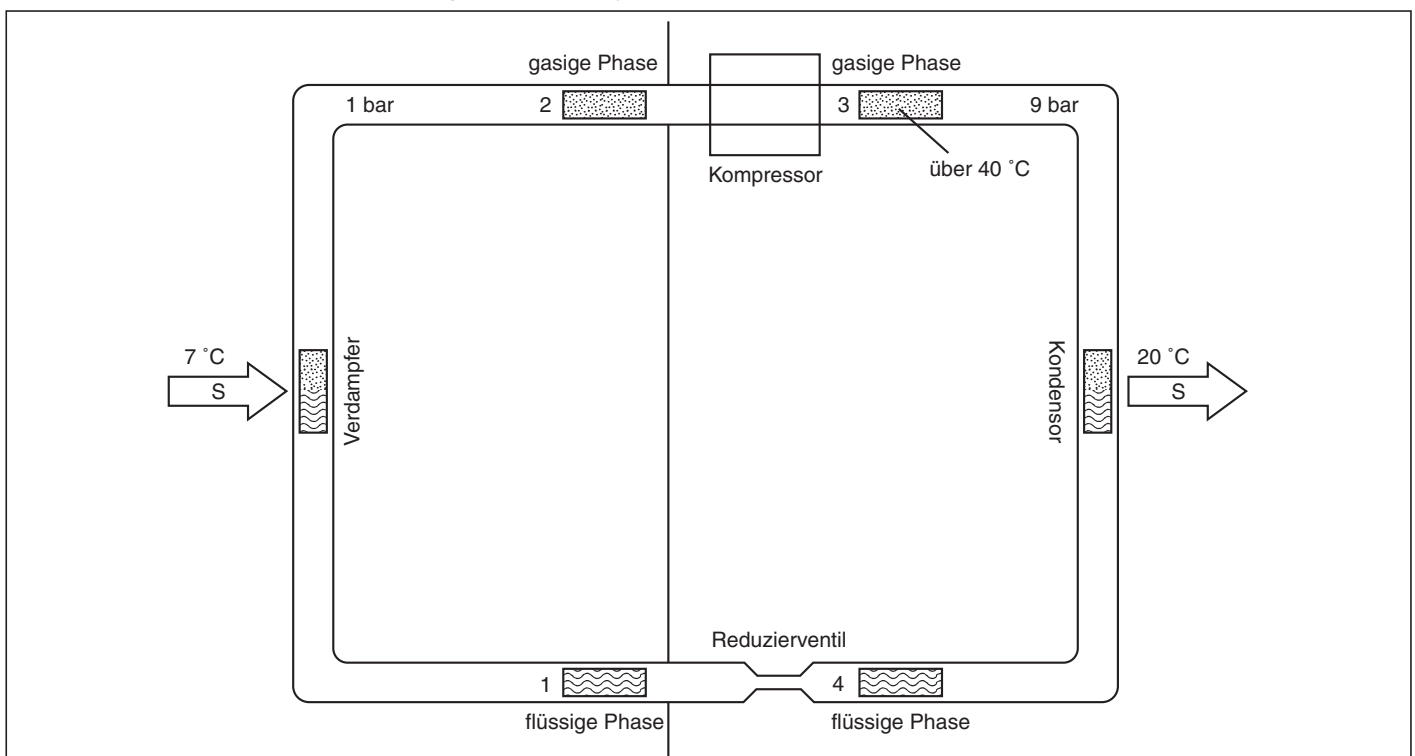 gasige Phase
gasige Phase
1 bar
2
3
9 bar
Kompressor
über 40 °C
7 °C
S
Verdampfer
Kondensor
20 °C
S
Reduzierventil
1
4
flüssige Phase
flüssige Phase